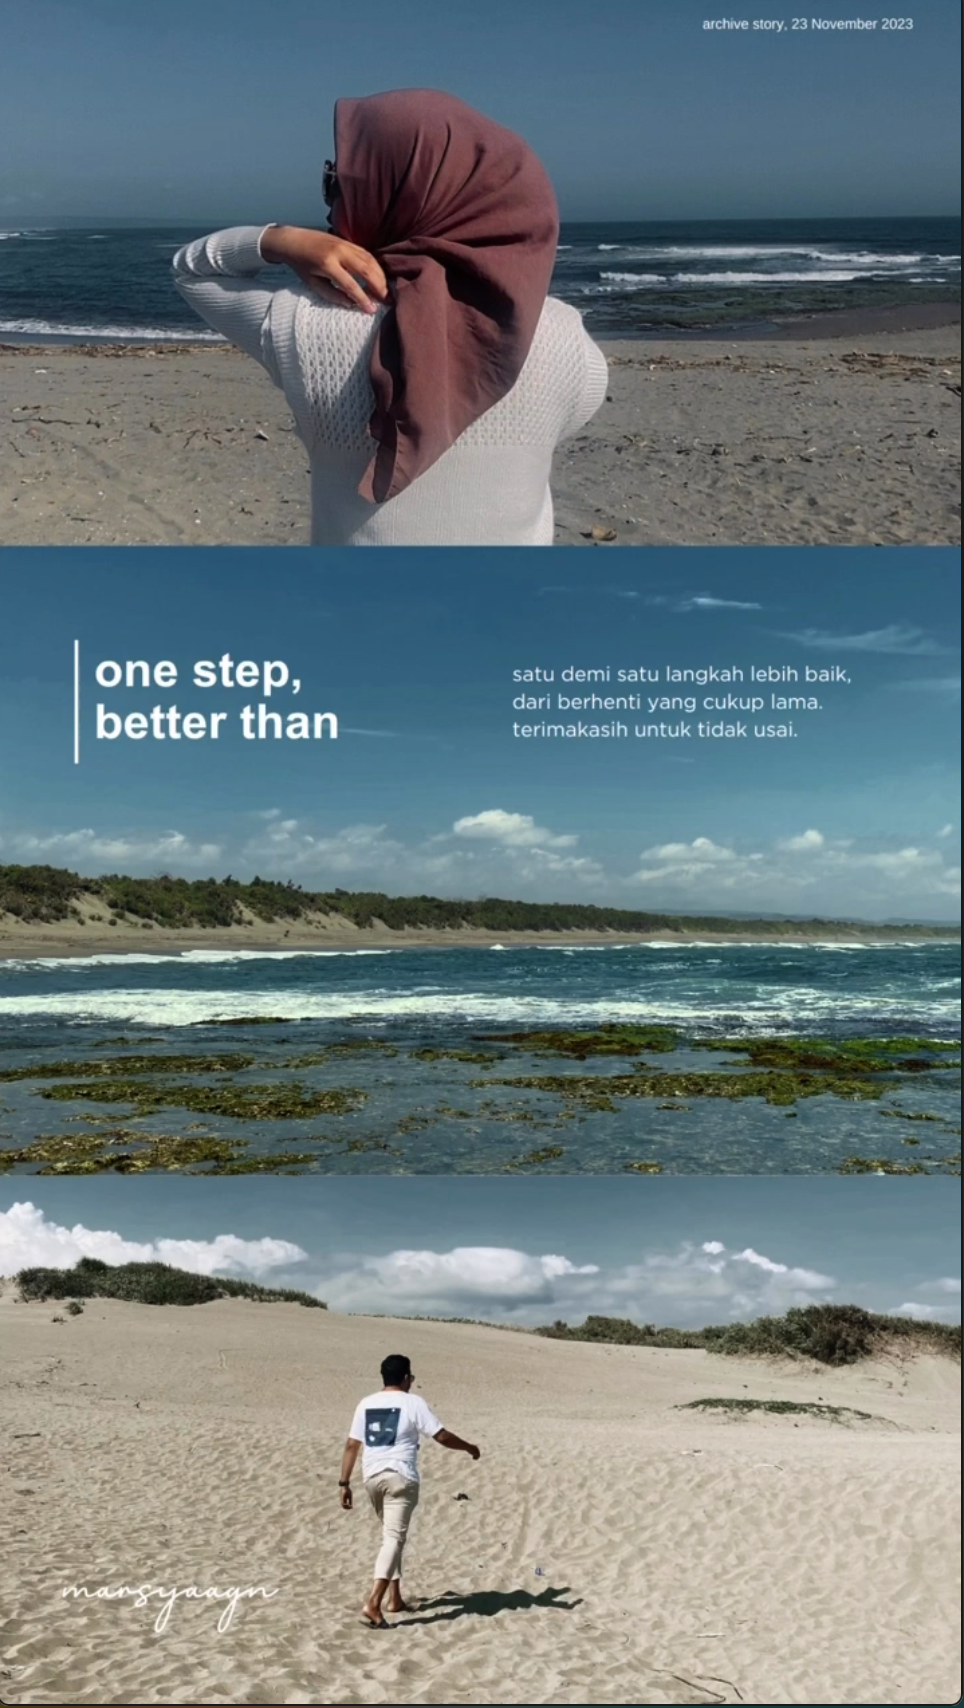 archive story, 23 November 2023
one step,
better than
satu demi satu langkah lebih baik,
dari berhenti yang cukup lama.
terimakasih untuk tidak usai.
marsyaagn